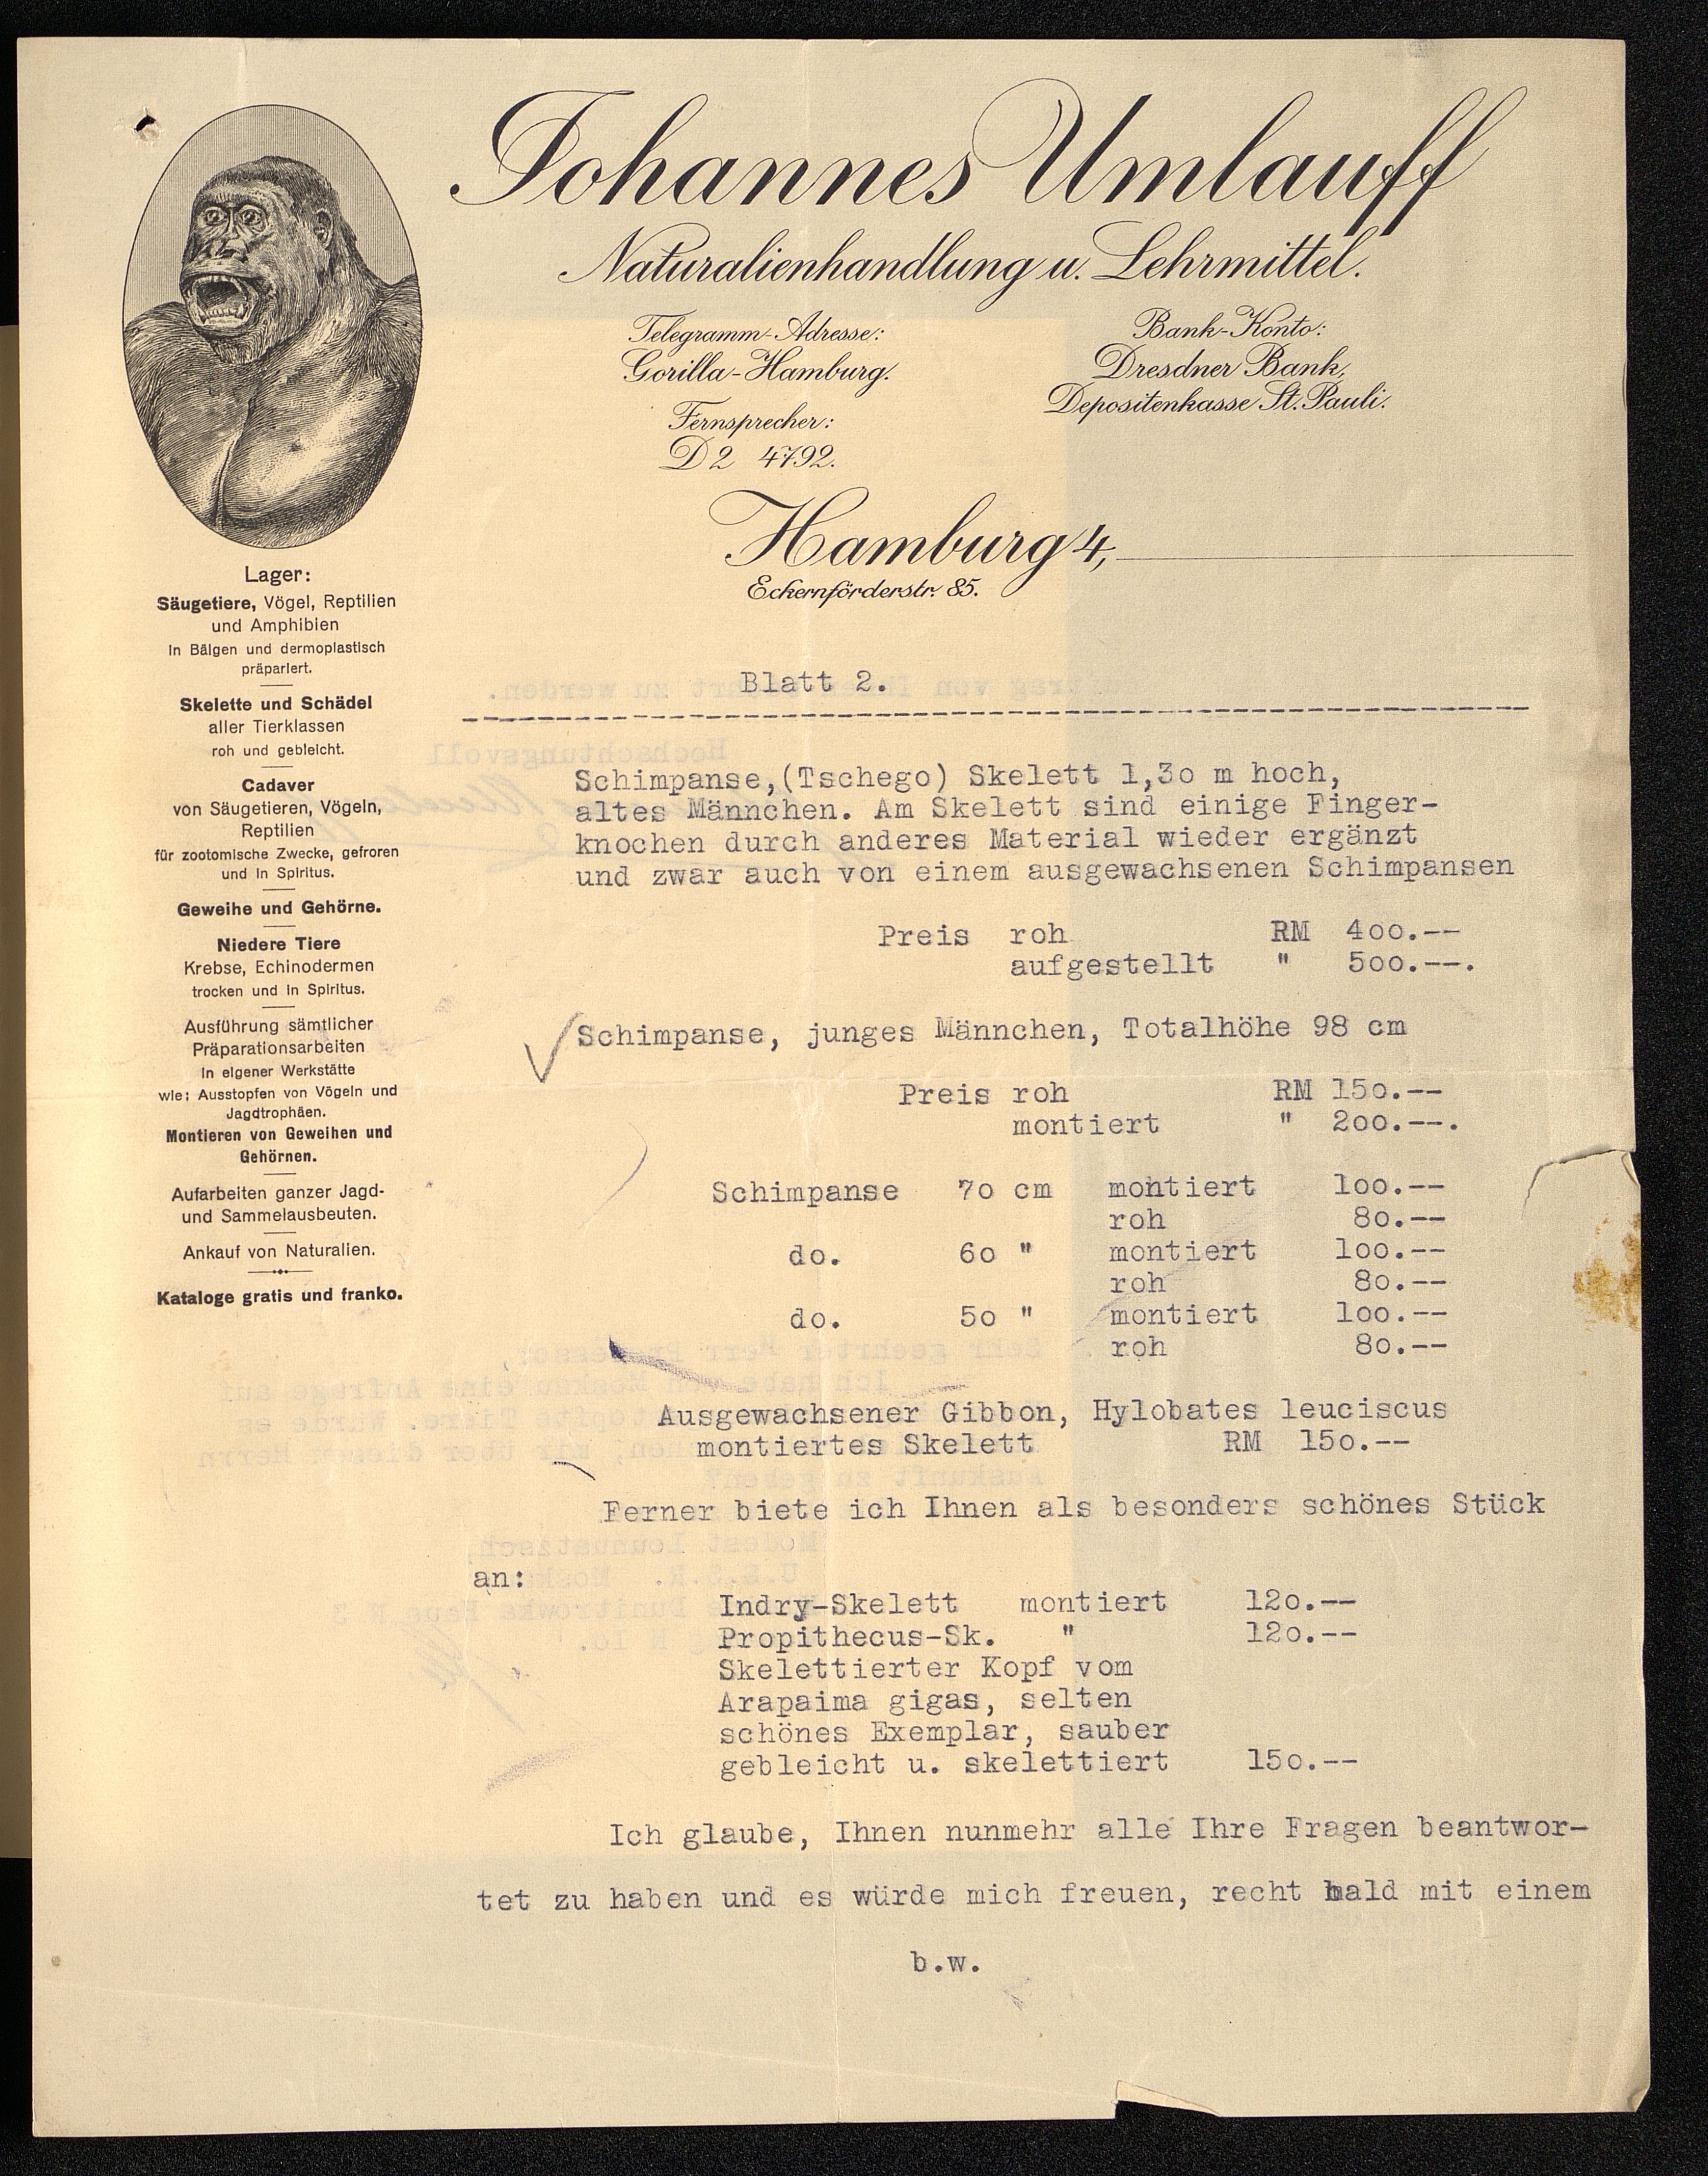 Johannes Umlauff
Naturalienhandlung u. Lehrmittel.
Telegramm-Adresse:
Gorilla-Hamburg.
Fernsprecher:
D2 4792.
Bank-Konto:
Dresdner Bank,
Depositenkasse St. Pauli.
Hamburg 4,
Eckernförderstr. 85.
Lager:
Säugetiere, Vögel, Reptilien
und Amphibien
in Bälgen und dermoplastisch
präpariert.
Skelette und Schädel
aller Tierklassen
roh und gebleicht.
Cadaver
von Säugetieren, Vögeln,
Reptilien
für zootomische Zwecke, gefroren
und in Spiritus.
Geweihe und Gehörne.
Niedere Tiere
Krebse, Echinodermen
trocken und in Spiritus.
Ausführung sämtlicher
Präparationsarbeiten
in eigener Werkstätte
wie: Ausstopfen von Vögeln und
Jagdtrophäen.
Montieren von Geweihen und
Gehörnen.
Aufarbeiten ganzer Jagd-
und Sammelausbeuten.
Ankauf von Naturalien.
Kataloge gratis und franko.
Blatt 2.
Schimpanse,(Tschego) Skelett 1,3o m hoch,
altes Männchen. Am Skelett sind einige Finger-
knochen durch anderes Material wieder ergänzt
und zwar auch von einem ausgewachsenen Schimpansen
Preis roh RM 4oo.--
aufgestellt " 5oo.--.
Schimpanse, junges Männchen, Totalhöhe 98 cm
Preis roh RM 15o.--
montiert " 2oo.--.
Schimpanse 7o cm montiert loo.--
roh 8o.--
do. 6o " montiert loo.--
roh 8o.--
do. 5o " montiert loo.--
roh 8o.--
Ausgewachsener Gibbon, Hylobates leuciscus
montiertes Skelett RM 15o.--
Ferner biete ich Ihnen als besonders schönes Stück
an:
Indry-Skelett montiert 12o.--
Propithecus-Sk. " 12o.--
Skelettierter Kopf vom
Arapaima gigas, selten
schönes Exemplar, sauber
gebleicht u. skelettiert 15o.--
Ich glaube, Ihnen nunmehr alle Ihre Fragen beantwor-
tet zu haben und es würde mich freuen, recht bald mit einem
b.w.